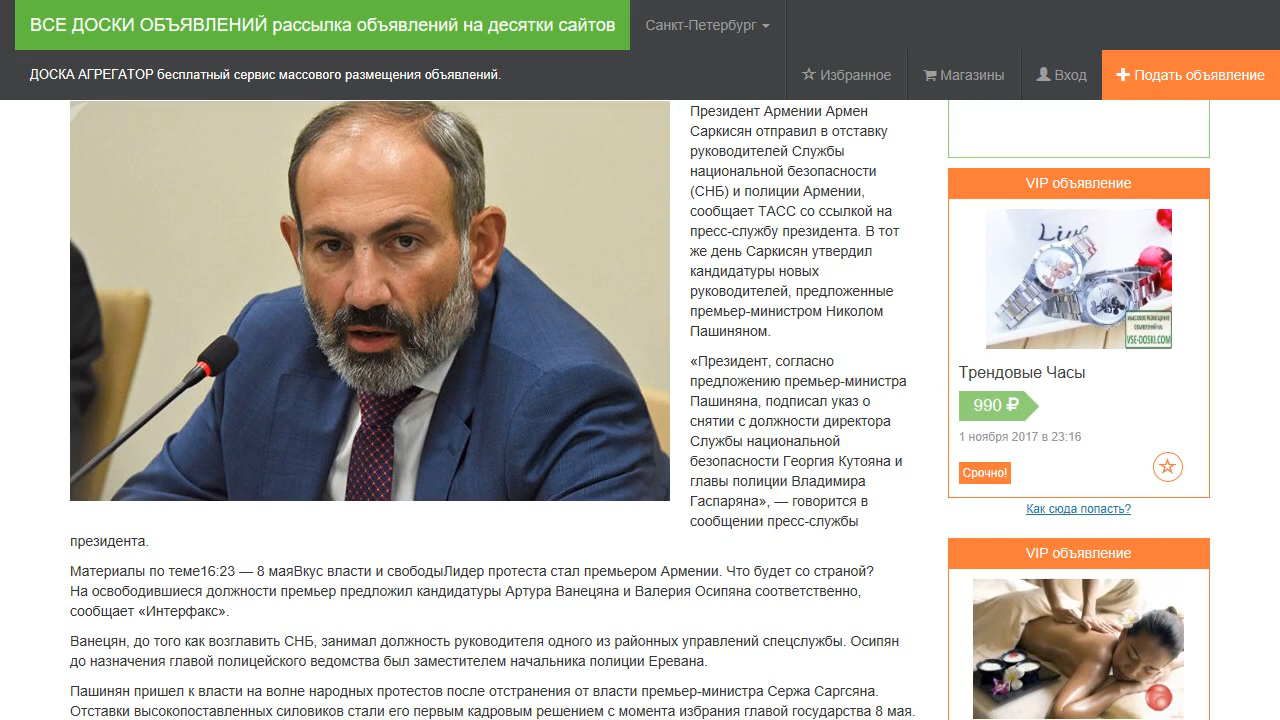 ВСЕ ДОСКИ ОБЪЯВЛЕНИЙ рассылка объявлений на десятки сайтов
Санкт-Петербург
ДОСКА АГРЕГАТОР бесплатный сервис массового размещения объявлений.
Избранное
Магазины
Вход
Подать объявление
Президент Армении Армен
Саркисян отправил в отставку
руководителей Службы
национальной безопасности
(СНБ) и полиции Армении,
сообщает ТАСС со ссылкой на
пресс-службу президента. В тот
же день Саркисян утвердил
кандидатуры новых
руководителей, предложенные
премьер-министром Николом
Пашиняном.
«Президент, согласно
предложению премьер-министра
Пашиняна, подписал указ о
снятии с должности директора
Службы национальной
безопасности Георгия Кутояна и
главы полиции Владимира
Гаспаряна», — говорится в
сообщении пресс-службы
президента.
Материалы по теме16:23 — 8 маяВкус власти и свободыЛидер протеста стал премьером Армении. Что будет со страной?
На освободившиеся должности премьер предложил кандидатуры Артура Ванецяна и Валерия Осипяна соответственно,
сообщает «Интерфакс».
Ванецян, до того как возглавить СНБ, занимал должность руководителя одного из районных управлений спецслужбы. Осипян
до назначения главой полицейского ведомства был заместителем начальника полиции Еревана.
Пашинян пришел к власти на волне народных протестов после отстранения от власти премьер-министра Сержа Саргсяна.
Отставки высокопоставленных силовиков стали его первым кадровым решением с момента избрания главой государства 8 мая.
VIP объявление
Live
МАССОВОЕ РАЗМЕЩЕНИЕ
ОБЪЯВЛЕНИЙ НА:
VSE-DOSKI.COM
Трендовые Часы
990 ₽
1 ноября 2017 в 23:16
Срочно!
Как сюда попасть?
VIP объявление